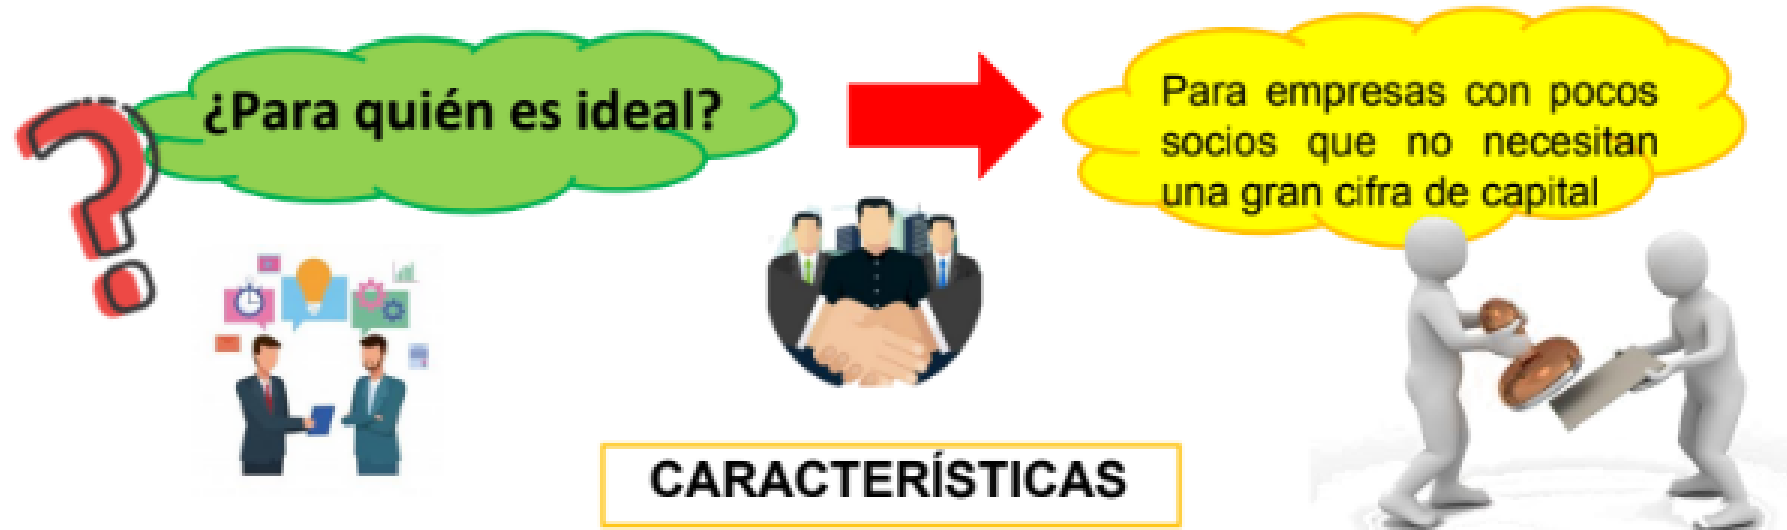 ¿Para quién es ideal?
Para empresas con pocos
socios que no necesitan
una gran cifra de capital
CARACTERÍSTICAS